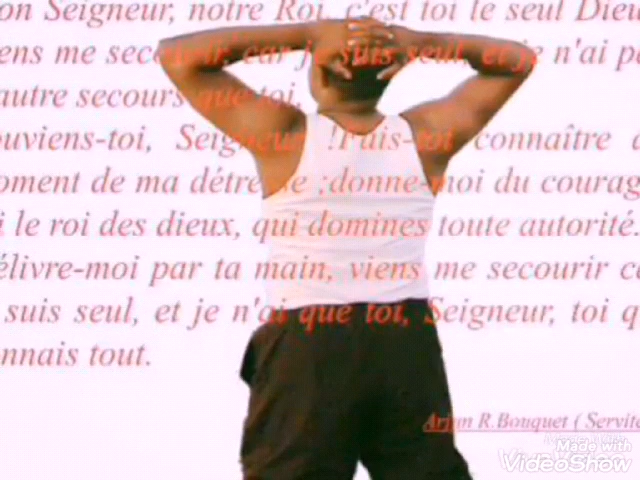 on Seigneur, notre Roi, c'est toi le seul Dieu
ens me secourir, car je suis seul, et je n'ai pa
autre secours que toi,
ouviens-toi, Seigneur !Fais-toi connaître a
oment de ma détresse ;donne-moi du courag
i le roi des dieux, qui domines toute autorité.
élivre-moi par ta main, viens me secourir ca
suis seul, et je n'ai que toi, Seigneur, toi q
nnais tout.
Arjun R.Bouquet ( Servite
Made with
VideoShow